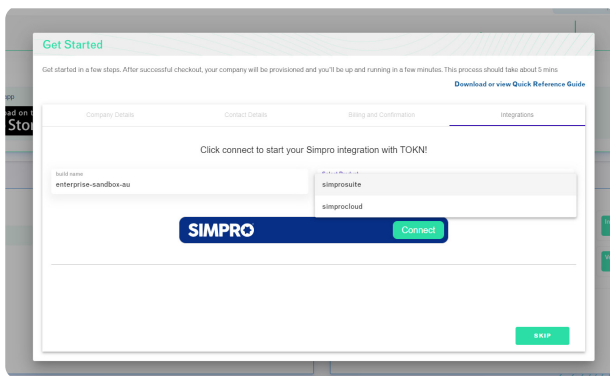 Get Started
Get started in a few steps. After successful checkout, your company will be provisioned and you'll be up and running in a few minutes. This process should take about 5 mins
Download or view Quick Reference Guide
Company Details
Contact Details
Billing and Confirmation
Integrations
Click connect to start your Simpro integration with TOKN!
build name
enterprise-sandbox-au
simprosuite
simprocloud
SIMPRO
Connect
SKIP